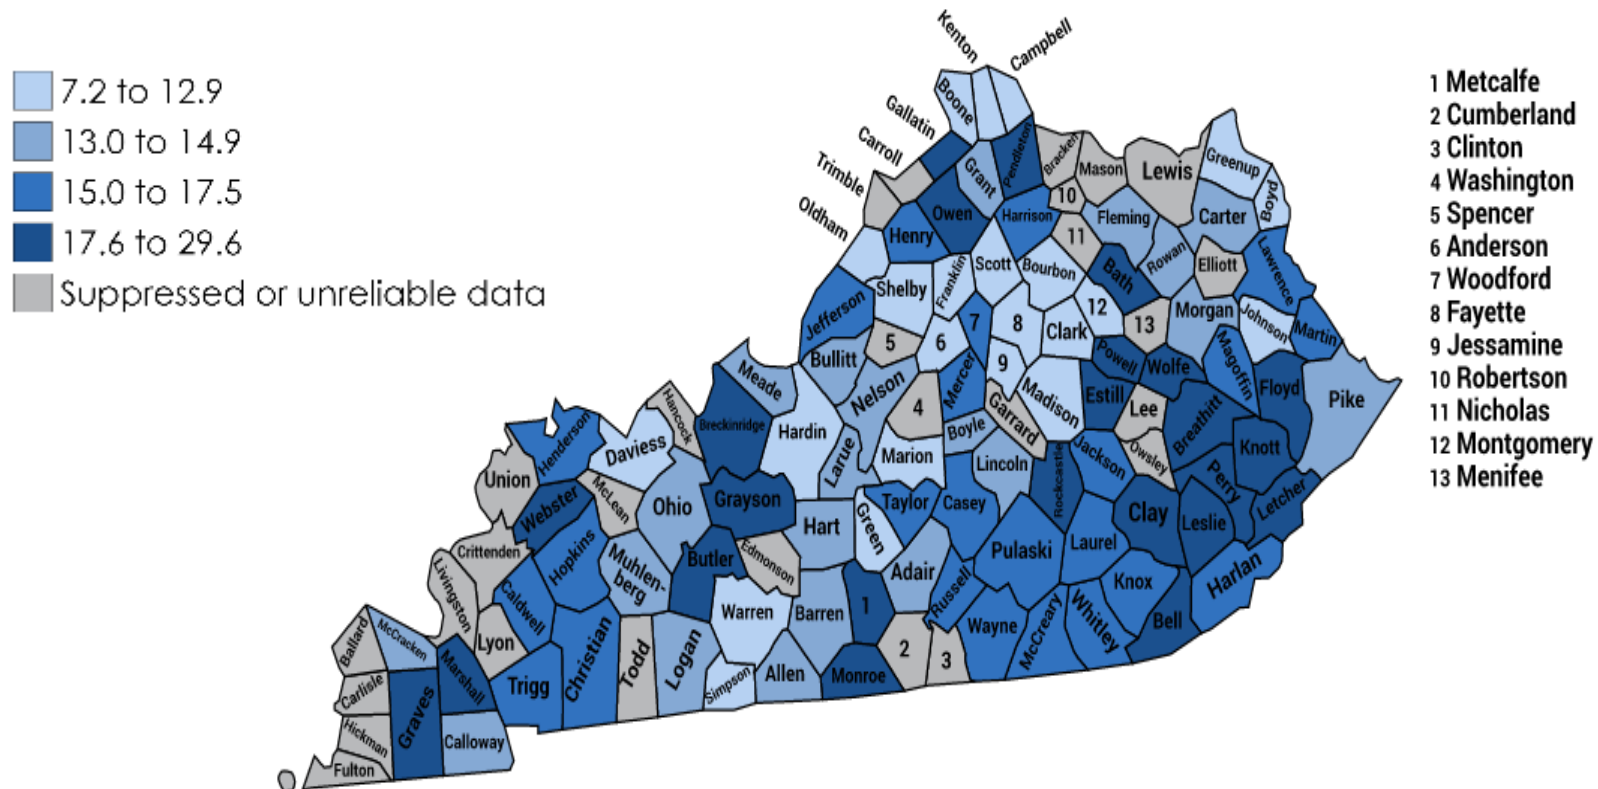 Kenton
Campbell
7.2 to 12.9
13.0 to 14.9
15.0 to 17.5
17.6 to 29.6
Suppressed or unreliable data
1 Metcalfe
2 Cumberland
3 Clinton
4 Washington
5 Spencer
6 Anderson
7 Woodford
8 Fayette
9 Jessamine
10 Robertson
11 Nicholas
12 Montgomery
13 Menifee
Gallatin
Carroll
Trimble
Oldham
Boone
Grant
Pendleton
Bracken
Mason
Lewis
Greenup
Boyd
10
Owen
Harrison
Fleming
Carter
Henry
11
Rowan
Elliott
Lawrence
Shelby
Franklin
Scott
Bourbon
Bath
Jefferson
12
Morgan
Johnson
Martin
5
6
7
8
Clark
13
Bullitt
9
Powell
Wolfe
Magoffin
Floyd
Pike
Meade
Nelson
4
Mercer
Garrard
Madison
Estill
Lee
Breathitt
Hancock
Breckinridge
Hardin
Larue
Boyle
Marion
Lincoln
Rockcastle
Jackson
Owsley
Knott
Perry
Letcher
Henderson
Daviess
Union
Webster
McLean
Ohio
Grayson
Hart
Green
Taylor
Casey
Clay
Leslie
Crittenden
Hopkins
Muhlen-
berg
Butler
Edmonson
Adair
Pulaski
Laurel
Knox
Harlan
Livingston
Caldwell
Warren
Barren
1
Russell
Wayne
McCreary
Whitley
Bell
Ballard
McCracken
Lyon
Marshall
Trigg
Christian
Todd
Logan
Simpson
Allen
Monroe
2
3
Carlisle
Graves
Hickman
Calloway
Fulton